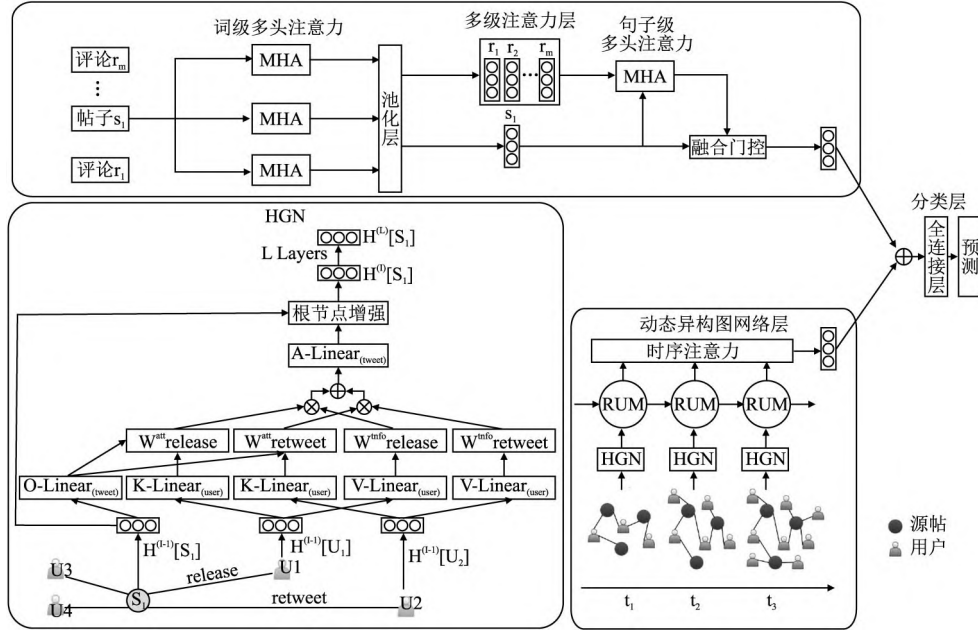 词级多头注意力
多级注意力层
句子级
多头注意力
评论rₘ
⋮
帖子s₁
评论r₁
MHA
MHA
MHA
池化层
r₁ r₂ ··· rₘ
s₁
MHA
融合门控
分类层
全连接层
预测
HGN
H⁽ᴸ⁾[S₁]
L Layers
H⁽ˡ⁾[S₁]
根节点增强
A-Linear₍tweet₎
Wᵃᵗᵗrelease
Wᵃᵗᵗretweet
Wᵗⁿᶠᵒrelease
Wᵗⁿᶠᵒretweet
O-Linear(tweet)
K-Linear(user)
K-Linear(user)
V-Linear(user)
V-Linear(user)
H⁽ˡ⁻¹⁾[S₁]
H⁽ˡ⁻¹⁾[U₁]
H⁽ˡ⁻¹⁾[U₂]
U3
U4
S₁
release
U1
retweet
U2
动态异构图网络层
时序注意力
RUM
RUM
RUM
HGN
HGN
HGN
t₁ t₂ t₃
源帖
用户